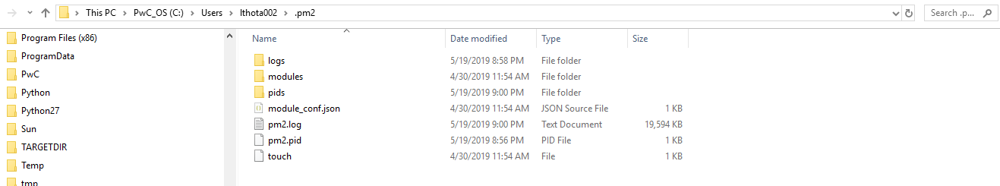 This PC > PwC_OS (C:) > Users > lthota002 > .pm2
Search .p...
Program Files (x86)
ProgramData
PwC
Python
Python27
Sun
TARGETDIR
Temp
tmp
Name Date modified Type Size
logs 5/19/2019 8:58 PM File folder
modules 4/30/2019 11:54 AM File folder
pids 5/19/2019 9:00 PM File folder
module_conf.json 4/30/2019 11:54 AM JSON Source File 1 KB
pm2.log 5/19/2019 9:00 PM Text Document 19,594 KB
pm2.pid 5/19/2019 8:56 PM PID File 1 KB
touch 4/30/2019 11:54 AM File 1 KB